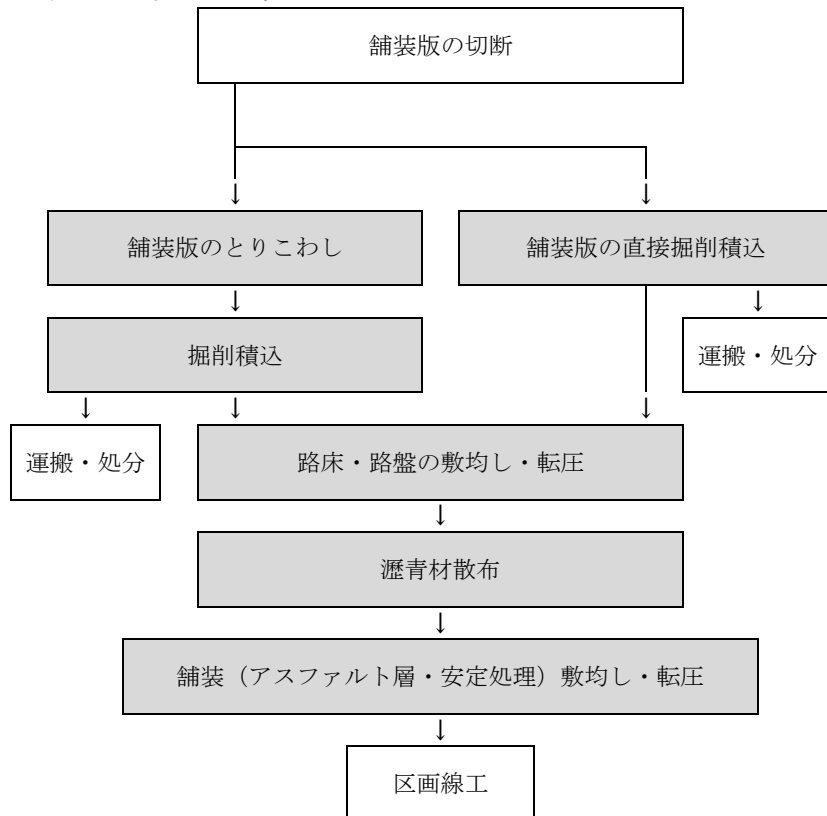 舗装版の切断
↓ ↓
舗装版のとりこわし 舗装版の直接掘削積込
↓ ↓
掘削積込 運搬・処分
↓ ↓ ↓
運搬・処分 路床・路盤の敷均し・転圧
↓
瀝青材散布
↓
舗装（アスファルト層・安定処理）敷均し・転圧
↓
区画線工